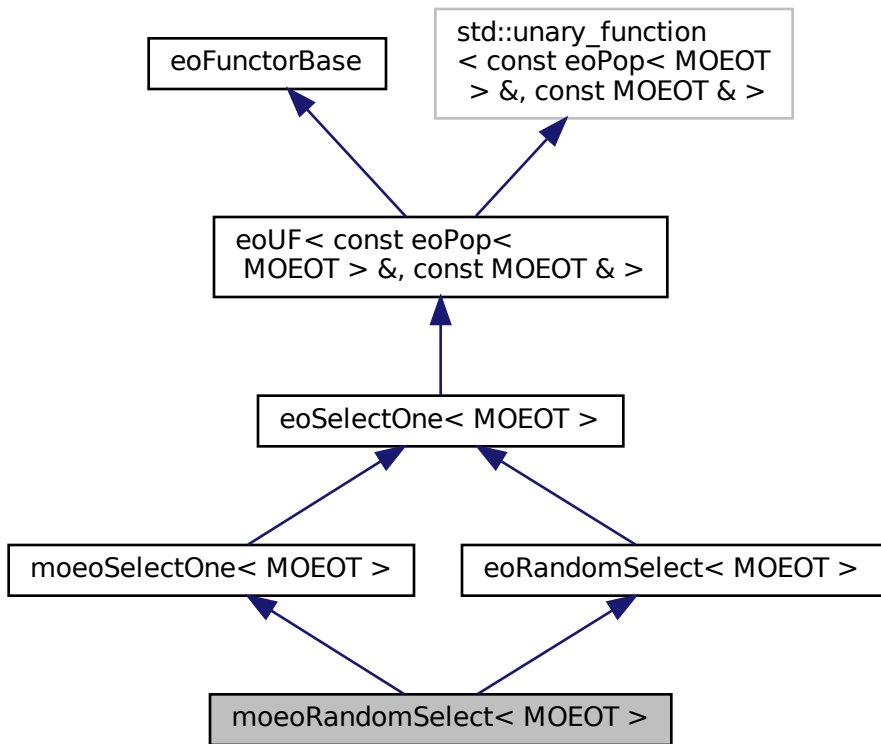 std::unary_function
eoFunctorBase
< const eoPop< MOEOT
> &, const MOEOT & >
eoUF< const eoPop<
MOEOT > &, const MOEOT & >
eoSelectOne< MOEOT >
moeoSelectOne< MOEOT >
eoRandomSelect< MOEOT >
moeoRandomSelect< MOEOT >